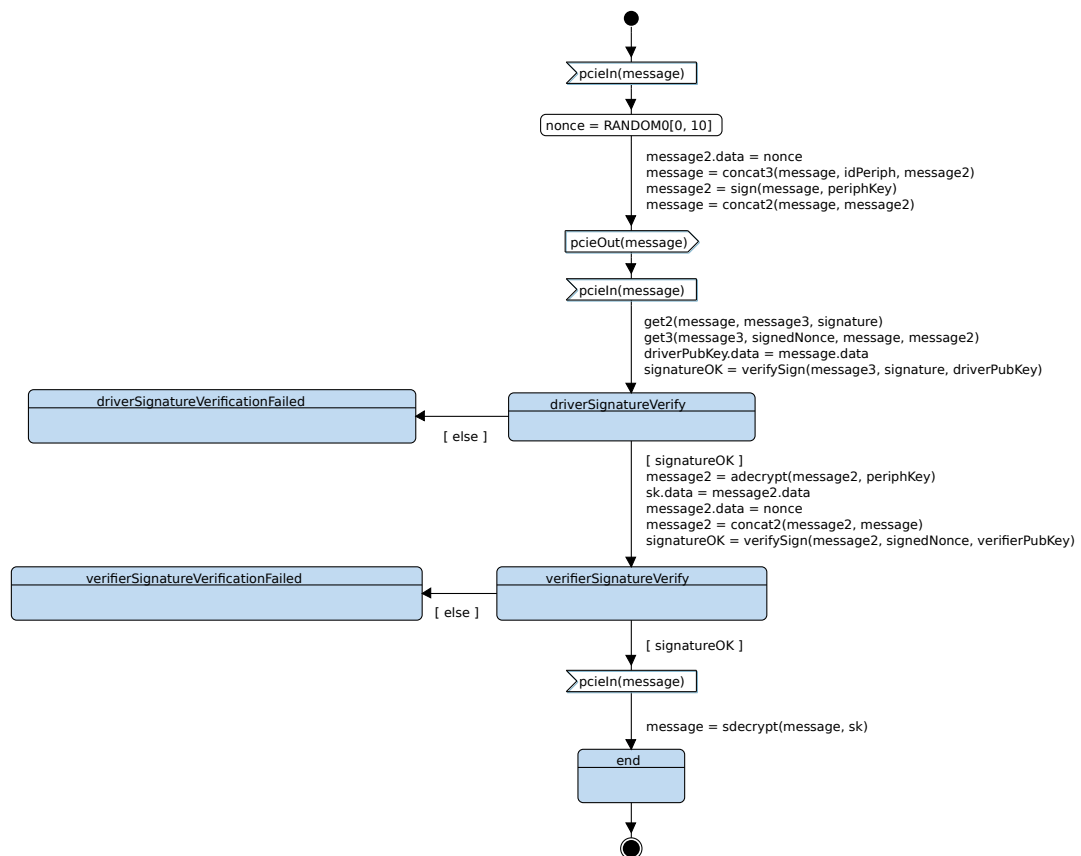 pcieIn(message)
nonce = RANDOM0[0, 10]
message2.data = nonce
message = concat3(message, idPeriph, message2)
message2 = sign(message, periphKey)
message = concat2(message, message2)
pcieOut(message)
pcieIn(message)
get2(message, message3, signature)
get3(message3, signedNonce, message, message2)
driverPubKey.data = message.data
signatureOK = verifySign(message3, signature, driverPubKey)
driverSignatureVerificationFailed
driverSignatureVerify
[ else ]
[ signatureOK ]
message2 = adecrypt(message2, periphKey)
sk.data = message2.data
message2.data = nonce
message2 = concat2(message2, message)
signatureOK = verifySign(message2, signedNonce, verifierPubKey)
verifierSignatureVerificationFailed
verifierSignatureVerify
[ else ]
[ signatureOK ]
pcieIn(message)
message = sdecrypt(message, sk)
end